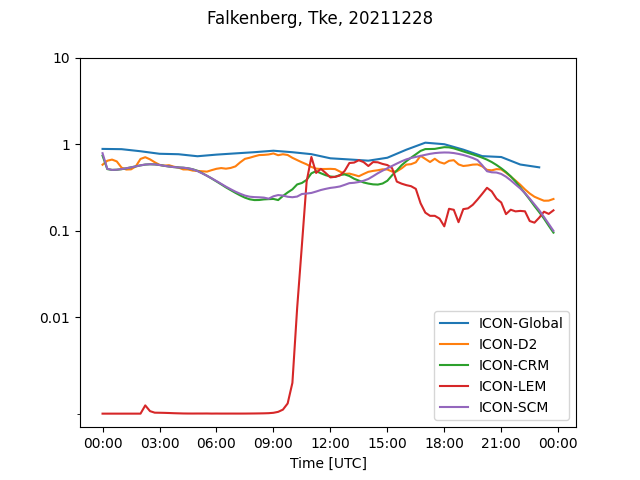 Falkenberg, Tke, 20211228
10
1
0.1
0.01
ICON-Global
ICON-D2
ICON-CRM
ICON-LEM
ICON-SCM
00:00 03:00 06:00 09:00 12:00 15:00 18:00 21:00 00:00
Time [UTC]